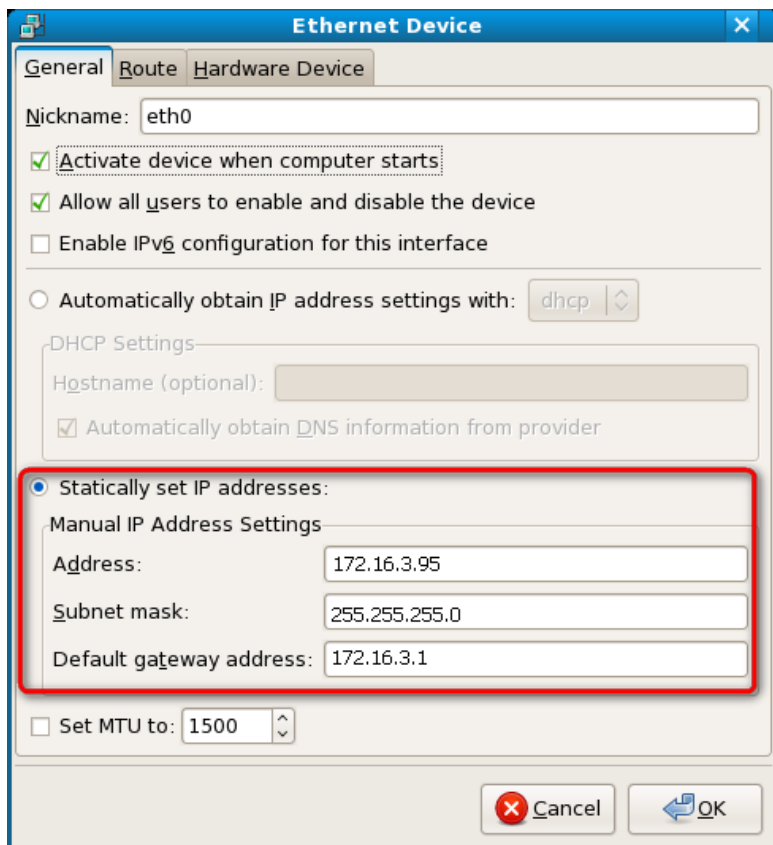 Ethernet Device
General Route Hardware Device
Nickname: eth0
Activate device when computer starts
Allow all users to enable and disable the device
Enable IPv6 configuration for this interface
Automatically obtain IP address settings with: dhcp
DHCP Settings
Hostname (optional):
Automatically obtain DNS information from provider
Statically set IP addresses:
Manual IP Address Settings
Address: 172.16.3.95
Subnet mask: 255.255.255.0
Default gateway address: 172.16.3.1
Set MTU to: 1500
Cancel OK